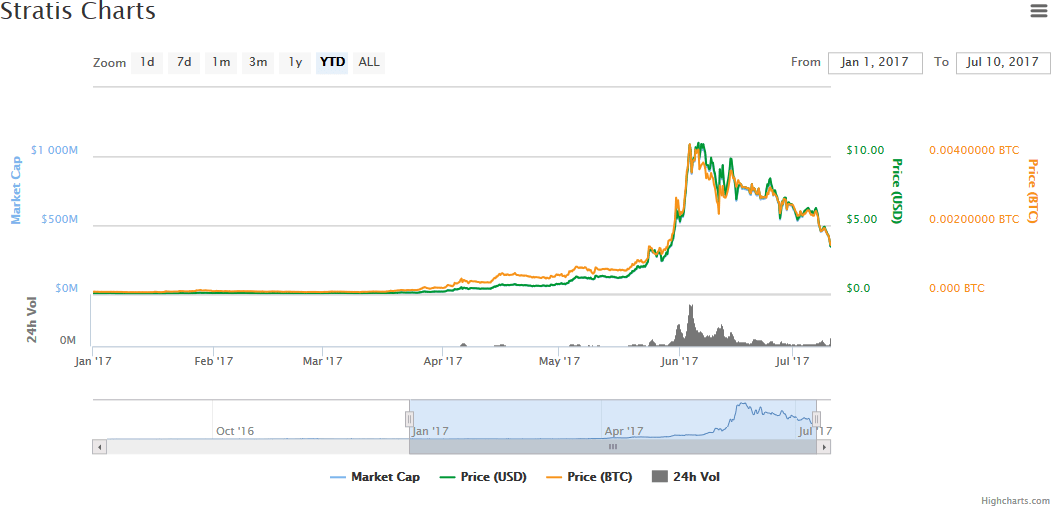 Stratis Charts
Zoom 1d 7d 1m 3m 1y YTD ALL From Jan 1, 2017 To Jul 10, 2017
$1 000M $10.00 0.00400000 BTC
Market Cap
Price (USD)
Price (BTC)
$500M $5.00 0.00200000 BTC
$0M $0.0 0.000 BTC
24h Vol
0M
Jan '17 Feb '17 Mar '17 Apr '17 May '17 Jun '17 Jul '17
Oct '16 Jan '17 Apr '17 Jul '17
Market Cap Price (USD) Price (BTC) 24h Vol
Highcharts.com